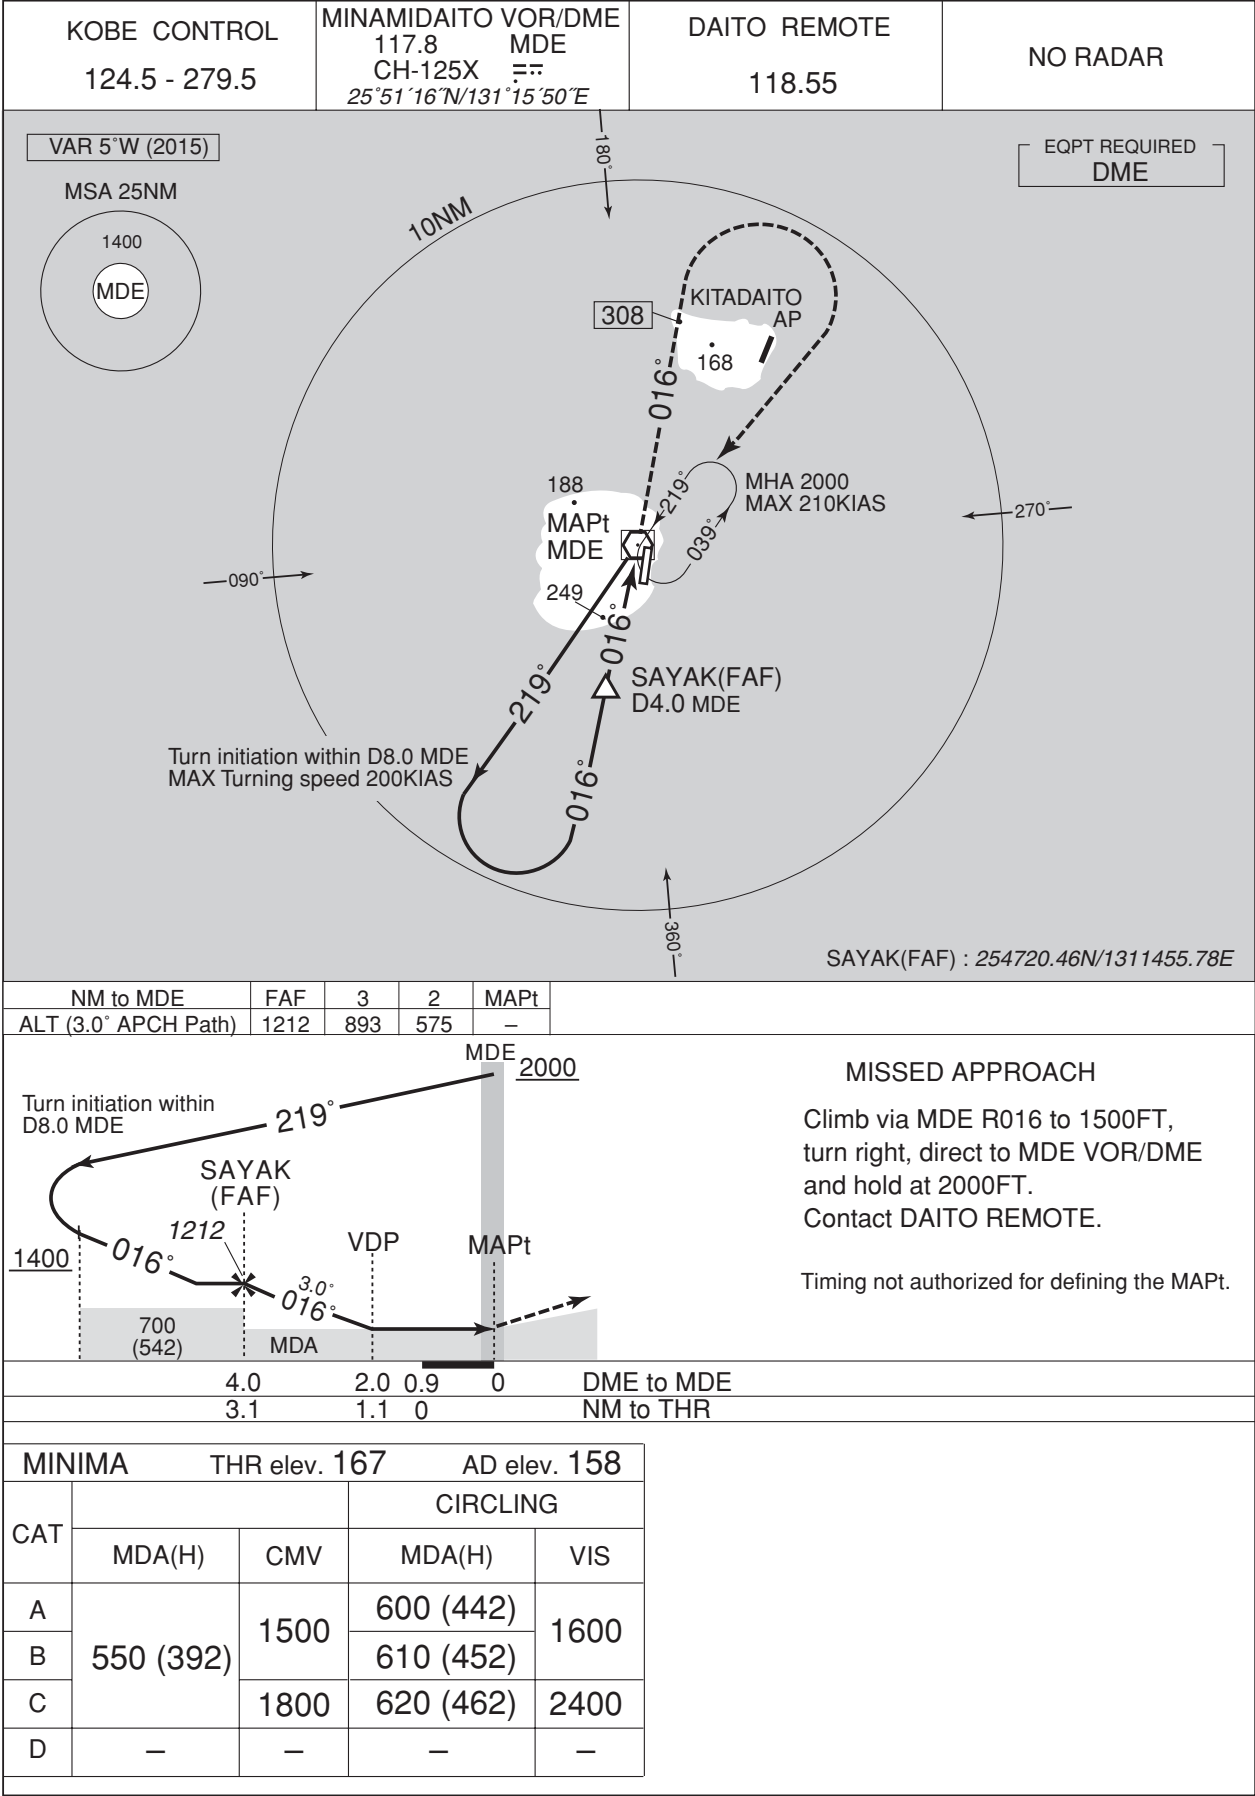 KOBE CONTROL
124.5 - 279.5
MINAMIDAITO VOR/DME
117.8 MDE
CH-125X
25°51´16˝N/131°15´50˝E
DAITO REMOTE
118.55
NO RADAR
VAR 5°W (2015)
MSA 25NM
1400
MDE
EQPT REQUIRED
DME
180°
10NM
KITADAITO
AP
308
168
016°
188
MAPt
MDE
219°
039°
MHA 2000
MAX 210KIAS
270°
090°
249
016°
SAYAK(FAF)
D4.0 MDE
219°
Turn initiation within D8.0 MDE
MAX Turning speed 200KIAS
016°
360°
SAYAK(FAF) : 254720.46N/1311455.78E
NM to MDE FAF 3 2 MAPt
ALT (3.0° APCH Path) 1212 893 575 –
MDE
2000
Turn initiation within
D8.0 MDE
219°
SAYAK
(FAF)
1212
1400
016°
VDP
MAPt
3.0°
016°
700
(542)
MDA
4.0 2.0 0.9 0 DME to MDE
3.1 1.1 0 NM to THR
MISSED APPROACH
Climb via MDE R016 to 1500FT,
turn right, direct to MDE VOR/DME
and hold at 2000FT.
Contact DAITO REMOTE.
Timing not authorized for defining the MAPt.
MINIMA THR elev. 167 AD elev. 158
CAT
CIRCLING
MDA(H) CMV MDA(H) VIS
A 550 (392) 1500 600 (442) 1600
B 610 (452)
C 1800 620 (462) 2400
D – – – –